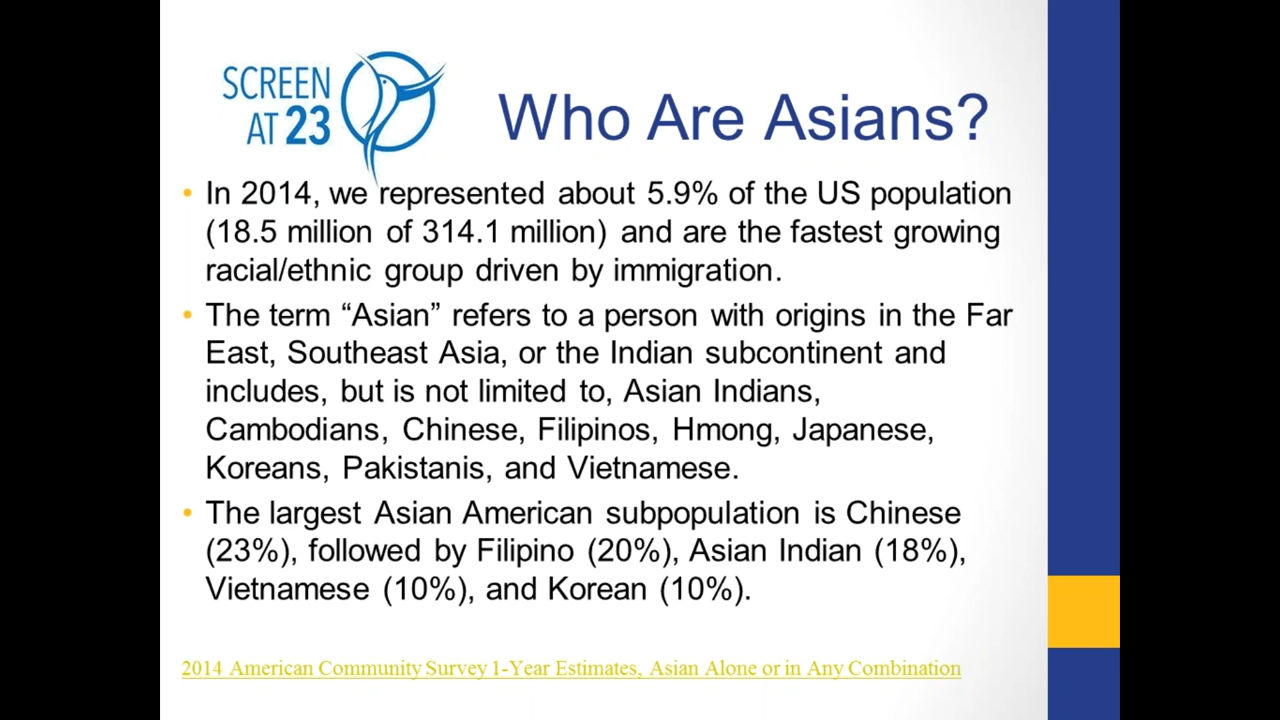 SCREEN
AT 23
Who Are Asians?
• In 2014, we represented about 5.9% of the US population
(18.5 million of 314.1 million) and are the fastest growing
racial/ethnic group driven by immigration.
• The term “Asian” refers to a person with origins in the Far
East, Southeast Asia, or the Indian subcontinent and
includes, but is not limited to, Asian Indians,
Cambodians, Chinese, Filipinos, Hmong, Japanese,
Koreans, Pakistanis, and Vietnamese.
• The largest Asian American subpopulation is Chinese
(23%), followed by Filipino (20%), Asian Indian (18%),
Vietnamese (10%), and Korean (10%).
2014 American Community Survey 1-Year Estimates, Asian Alone or in Any Combination